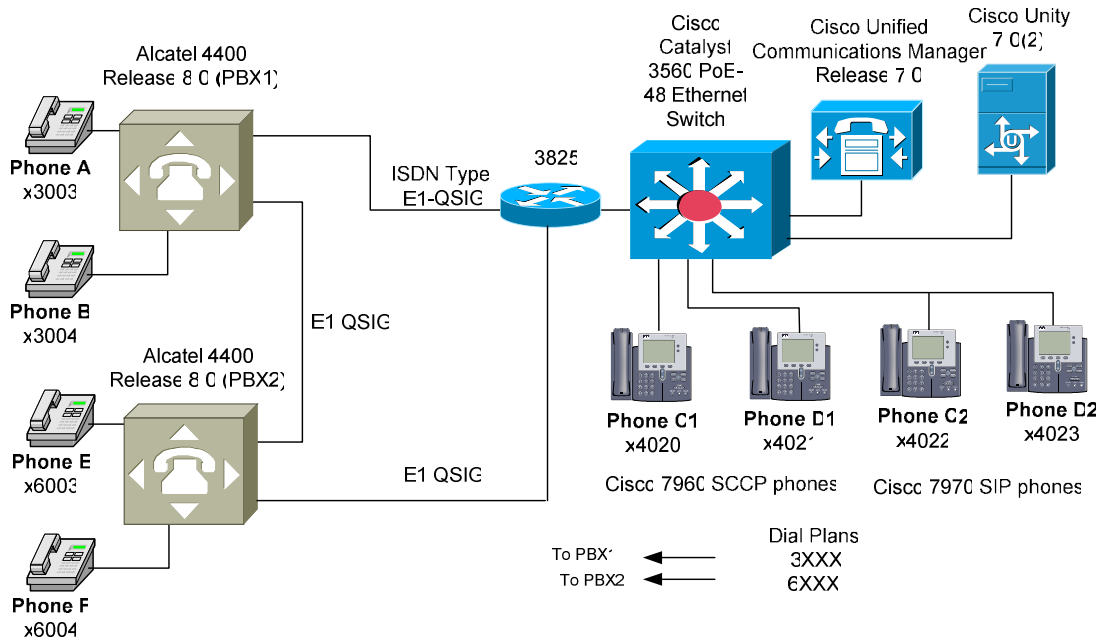 Alcatel 4400
Release 8.0 (PBX1)
Phone A
x3003
Phone B
x3004
Alcatel 4400
Release 8.0 (PBX2)
Phone E
x6003
Phone F
x6004
E1 QSIG
ISDN Type
E1-QSIG
E1 QSIG
3825
Cisco
Catalyst
3560 PoE-
48 Ethernet
Switch
Cisco Unified
Communications Manager
Release 7.0
Cisco Unity
7.0(2)
U
Phone C1
x4020
Phone D1
x4021
Phone C2
x4022
Phone D2
x4023
Cisco 7960 SCCP phones
Cisco 7970 SIP phones
Dial Plans
To PBX1
3XXX
To PBX2
6XXX